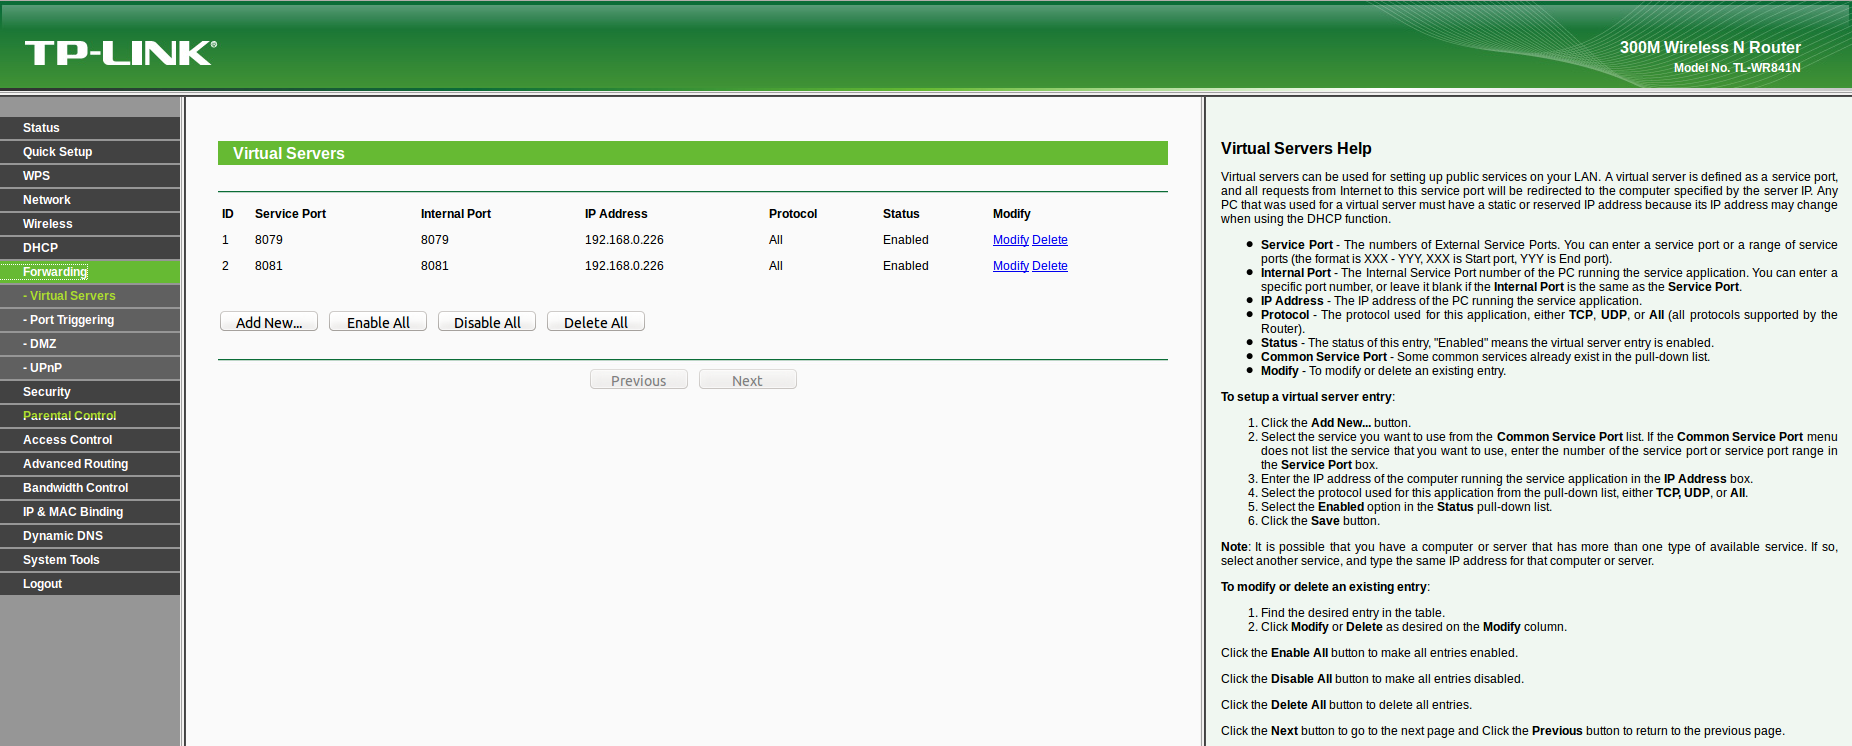 TP-LINK®
300M Wireless N Router
Model No. TL-WR841N
Status
Quick Setup
WPS
Network
Wireless
DHCP
Forwarding
- Virtual Servers
- Port Triggering
- DMZ
- UPnP
Security
Parental Control
Access Control
Advanced Routing
Bandwidth Control
IP & MAC Binding
Dynamic DNS
System Tools
Logout
Virtual Servers
ID Service Port Internal Port IP Address Protocol Status Modify
1 8079 8079 192.168.0.226 All Enabled Modify Delete
2 8081 8081 192.168.0.226 All Enabled Modify Delete
Add New... Enable All Disable All Delete All
Previous Next
Virtual Servers Help
Virtual servers can be used for setting up public services on your LAN. A virtual server is defined as a service port,
and all requests from Internet to this service port will be redirected to the computer specified by the server IP. Any
PC that was used for a virtual server must have a static or reserved IP address because its IP address may change
when using the DHCP function.
• Service Port - The numbers of External Service Ports. You can enter a service port or a range of service
ports (the format is XXX - YYY, XXX is Start port, YYY is End port).
• Internal Port - The Internal Service Port number of the PC running the service application. You can enter a
specific port number, or leave it blank if the Internal Port is the same as the Service Port.
• IP Address - The IP address of the PC running the service application.
• Protocol - The protocol used for this application, either TCP, UDP, or All (all protocols supported by the
Router).
• Status - The status of this entry, "Enabled" means the virtual server entry is enabled.
• Common Service Port - Some common services already exist in the pull-down list.
• Modify - To modify or delete an existing entry.
To setup a virtual server entry:
1. Click the Add New... button.
2. Select the service you want to use from the Common Service Port list. If the Common Service Port menu
does not list the service that you want to use, enter the number of the service port or service port range in
the Service Port box.
3. Enter the IP address of the computer running the service application in the IP Address box.
4. Select the protocol used for this application from the pull-down list, either TCP, UDP, or All.
5. Select the Enabled option in the Status pull-down list.
6. Click the Save button.
Note: It is possible that you have a computer or server that has more than one type of available service. If so,
select another service, and type the same IP address for that computer or server.
To modify or delete an existing entry:
1. Find the desired entry in the table.
2. Click Modify or Delete as desired on the Modify column.
Click the Enable All button to make all entries enabled.
Click the Disable All button to make all entries disabled.
Click the Delete All button to delete all entries.
Click the Next button to go to the next page and Click the Previous button to return to the previous page.